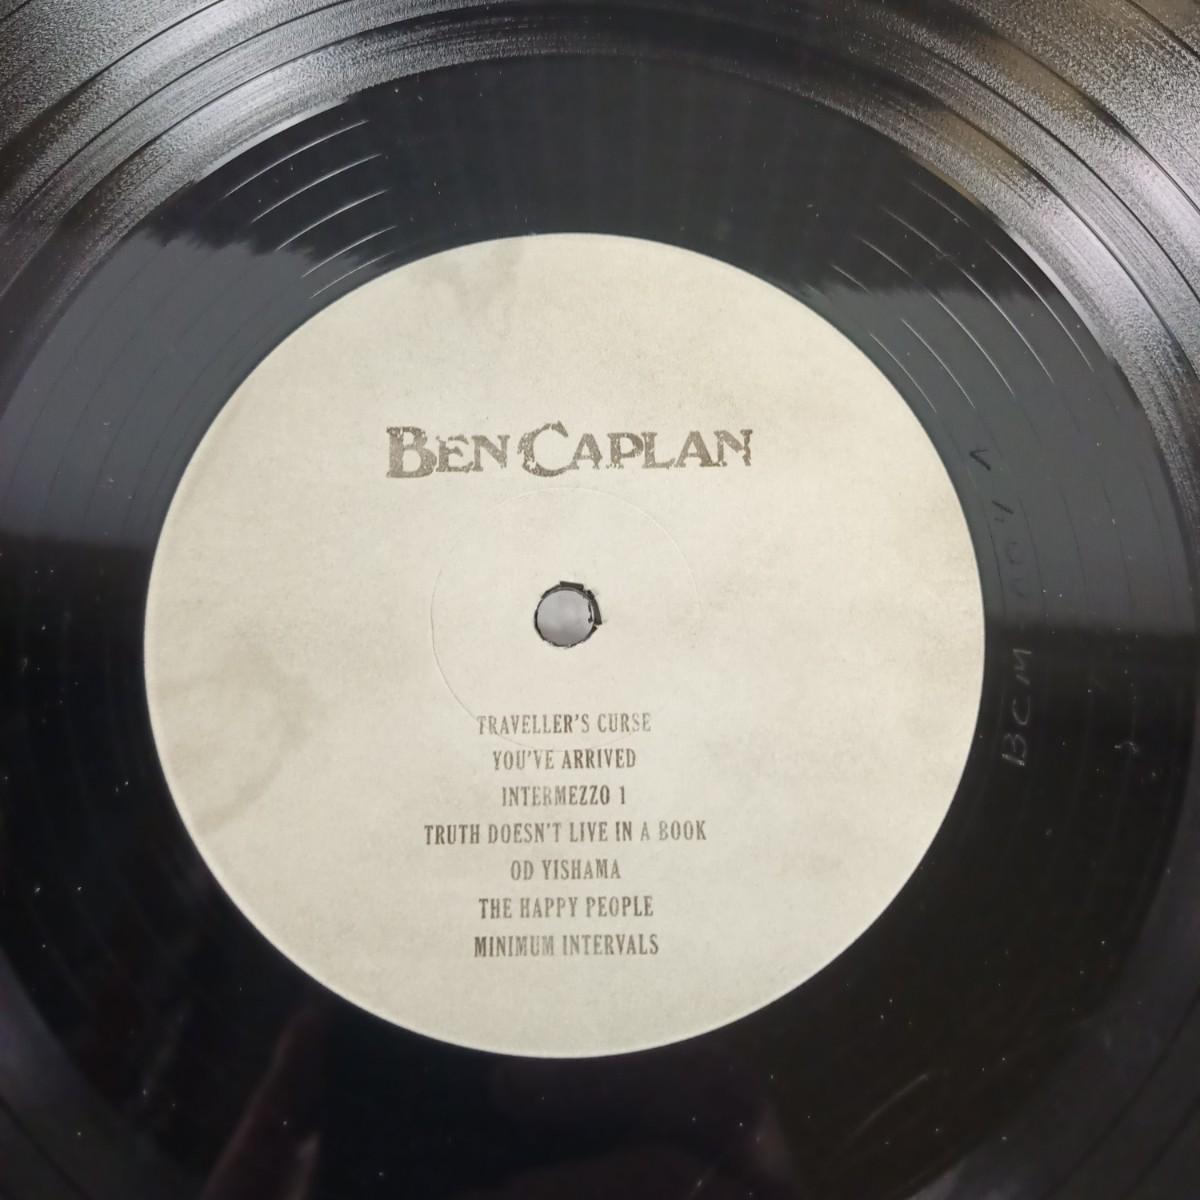 BEN CAPLAN
TRAVELLER'S CURSE
YOU'VE ARRIVED
INTERMEZZO 1
TRUTH DOESN'T LIVE IN A BOOK
OD YISHAMA
THE HAPPY PEOPLE
MINIMUM INTERVALS
BCM